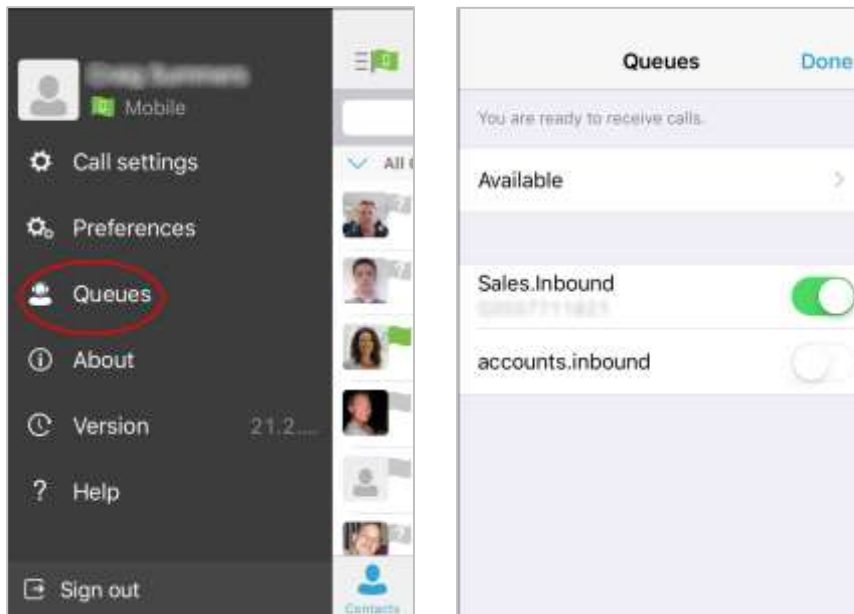 Mobile
Call settings
Preferences
Queues
About
Version 21.2....
? Help
Sign out
All
Contacts
Queues Done
You are ready to receive calls.
Available
Sales.Inbound
accounts.inbound